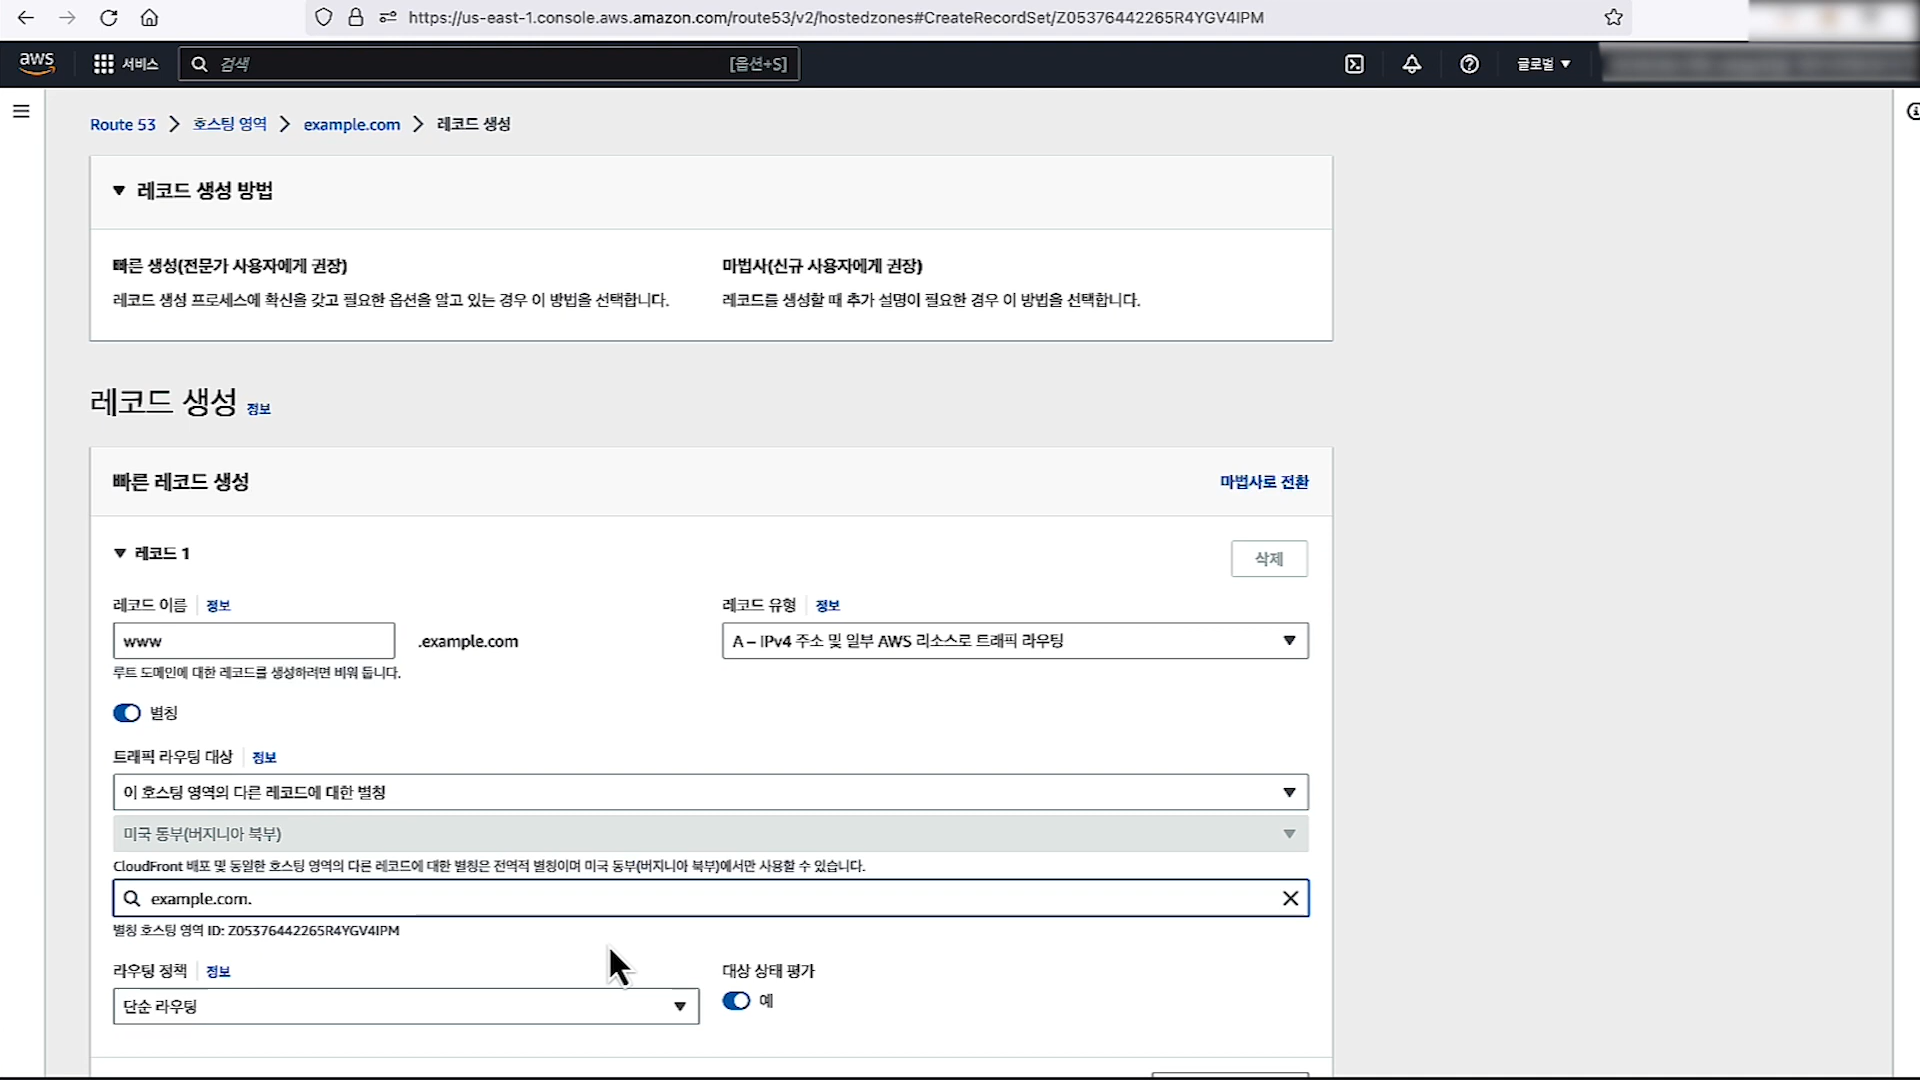 https://us-east-1.console.aws.amazon.com/route53/v2/hostedzones#CreateRecordSet/Z05376442265R4YGV4IPM
aws 서비스 검색 [옵션+S] 글로벌
Route 53 > 호스팅 영역 > example.com > 레코드 생성
레코드 생성 방법
빠른 생성(전문가 사용자에게 권장)
레코드 생성 프로세스에 확신을 갖고 필요한 옵션을 알고 있는 경우 이 방법을 선택합니다.
마법사(신규 사용자에게 권장)
레코드를 생성할 때 추가 설명이 필요한 경우 이 방법을 선택합니다.
레코드 생성 정보
빠른 레코드 생성 마법사로 전환
레코드 1 삭제
레코드 이름 정보
www .example.com
루트 도메인에 대한 레코드를 생성하려면 비워 둡니다.
레코드 유형 정보
A – IPv4 주소 및 일부 AWS 리소스로 트래픽 라우팅
별칭
트래픽 라우팅 대상 정보
이 호스팅 영역의 다른 레코드에 대한 별칭
미국 동부(버지니아 북부)
CloudFront 배포 및 동일한 호스팅 영역의 다른 레코드에 대한 별칭은 전역적 별칭이며 미국 동부(버지니아 북부)에서만 사용할 수 있습니다.
example.com.
별칭 호스팅 영역 ID: Z05376442265R4YGV4IPM
라우팅 정책 정보
단순 라우팅
대상 상태 평가
예